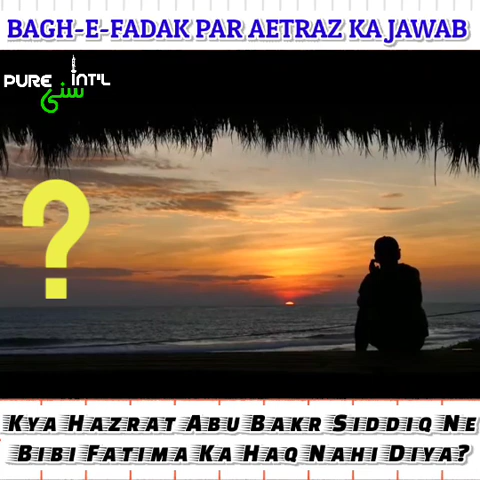 BAGH-E-FADAK PAR AETRAZ KA JAWAB
PURE سنی INT'L
?
KYA HAZRAT ABU BAKR SIDDIQ NE
BIBI FATIMA KA HAQ NAHI DIYA?